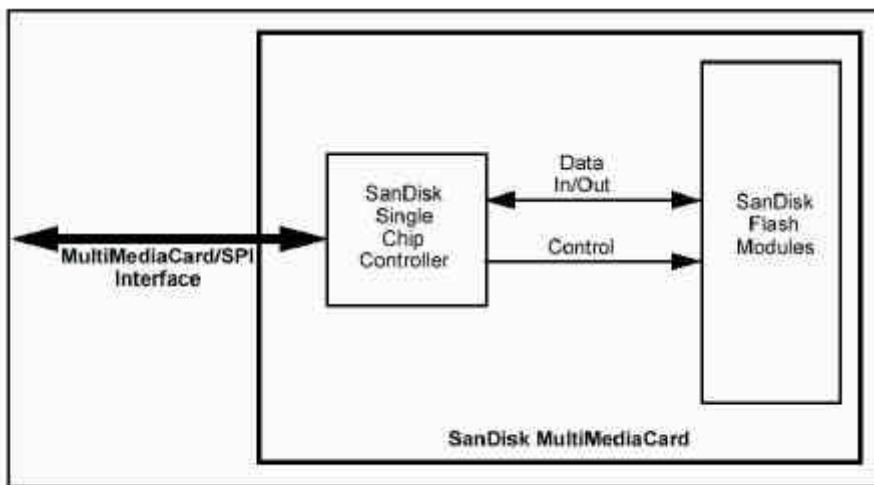 MultiMediaCard/SPI
Interface
SanDisk
Single
Chip
Controller
Data
In/Out
Control
SanDisk
Flash
Modules
SanDisk MultiMediaCard